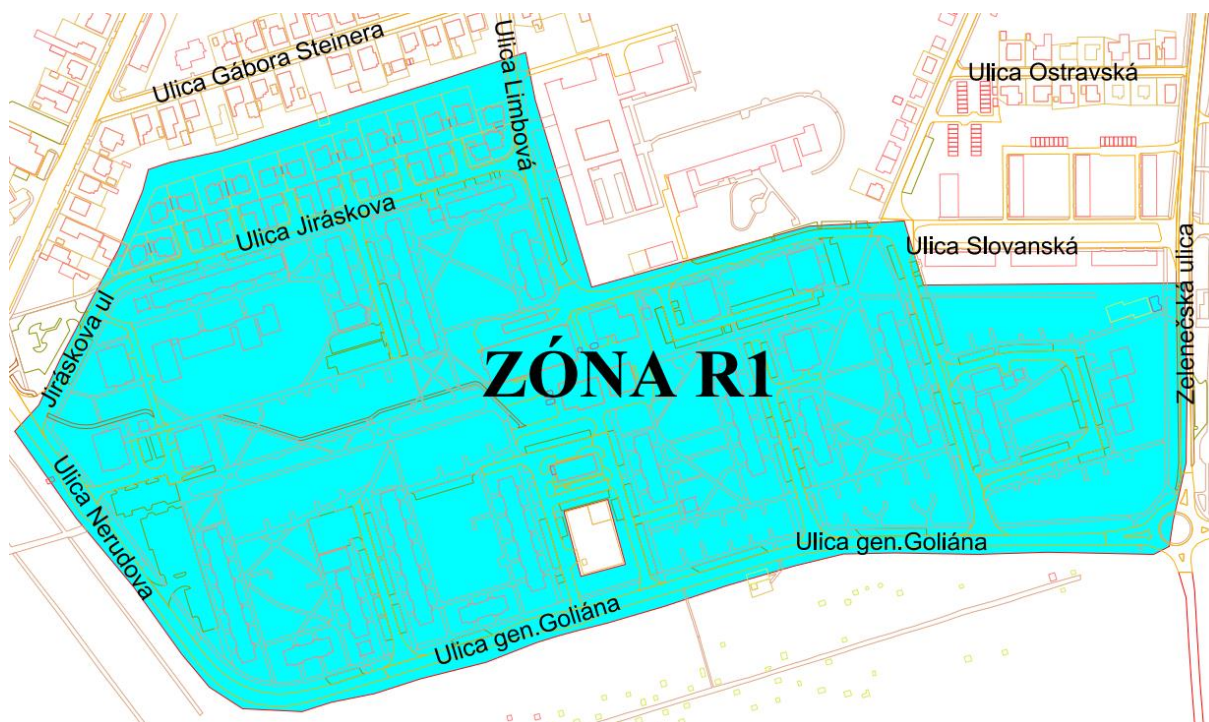 Ulica Gábora Steinera
Ulica Limbová
Ulica Ostravská
Ulica Jiráskova
Ulica Slovanská
Zelenečská ulica
Jiráskova ul
ZÓNA R1
Ulica Nerudova
Ulica gen.Goliána
Ulica gen.Goliána